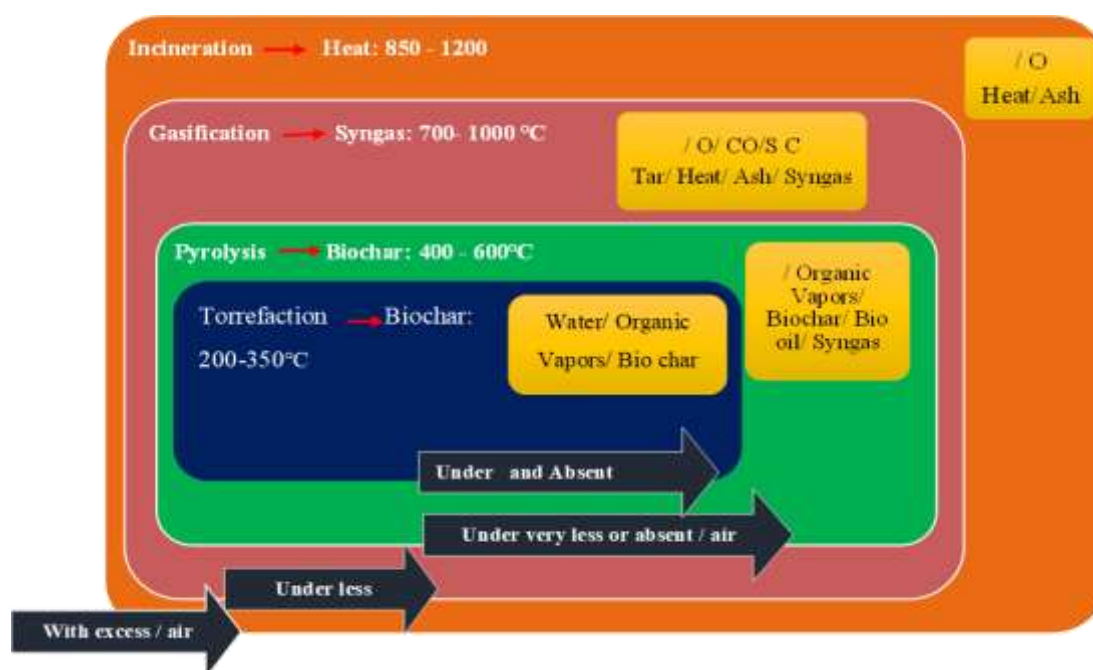 Incineration Heat: 850 - 1200
/ O
Heat/Ash
Gasification Syngas: 700- 1000 °C
/ O/ CO/S C
Tar/ Heat/ Ash/ Syngas
Pyrolysis Biochar: 400 - 600°C
/ Organic
Vapors/
Biochar/ Bio
oil/ Syngas
Torrefaction Biochar:
200-350°C
Water/ Organic
Vapors/ Bio char
Under and Absent
Under very less or absent / air
Under less
With excess / air